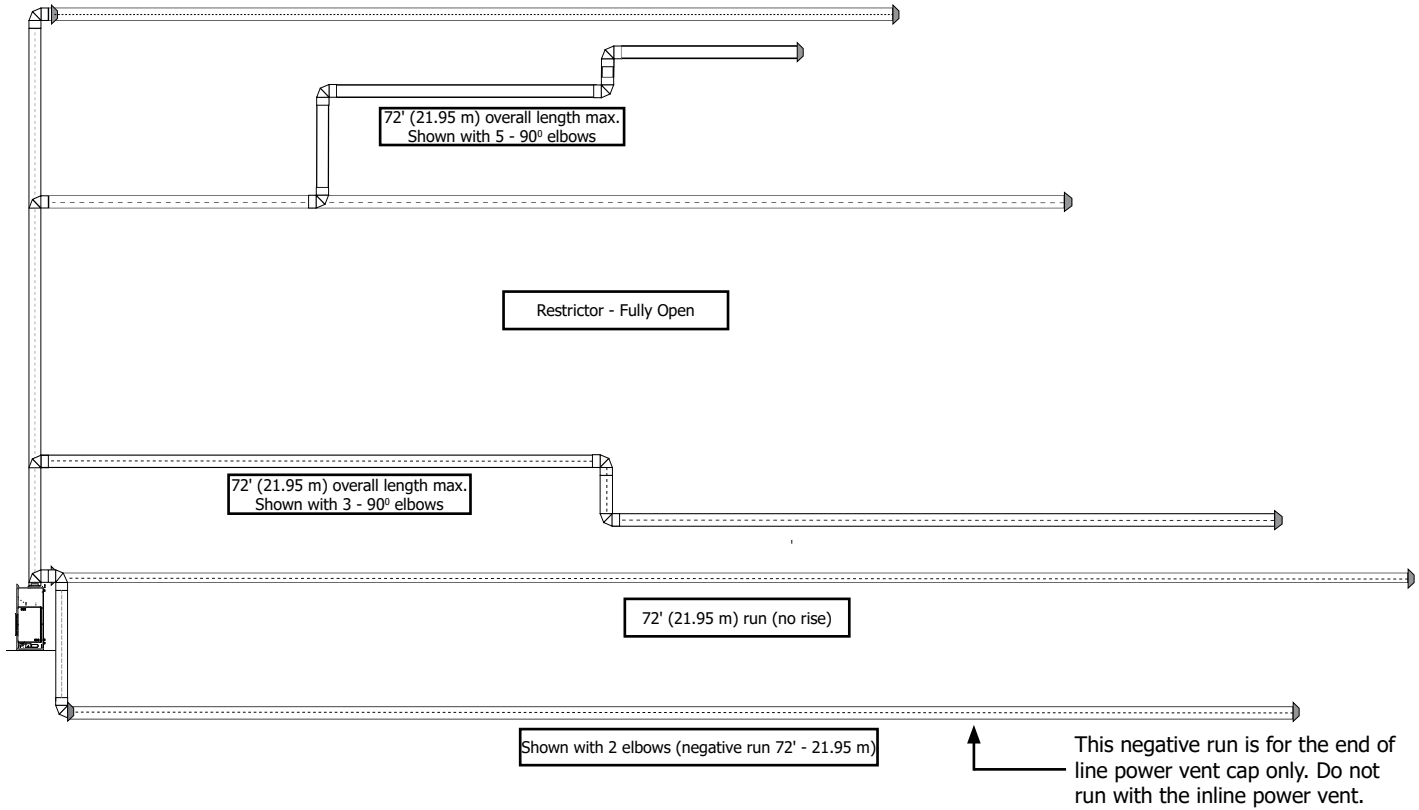 72' (21.95 m) overall length max.
Shown with 5 - 90⁰ elbows
Restrictor - Fully Open
72' (21.95 m) overall length max.
Shown with 3 - 90⁰ elbows
72' (21.95 m) run (no rise)
Shown with 2 elbows (negative run 72' - 21.95 m)
This negative run is for the end of
line power vent cap only. Do not
run with the inline power vent.